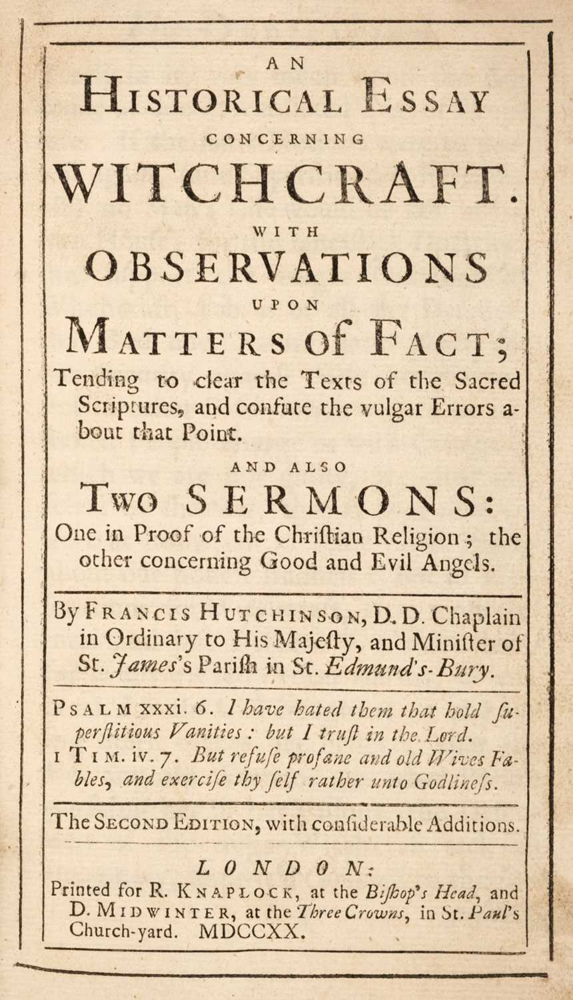 AN
HISTORICAL ESSAY
CONCERNING
WITCHCRAFT.
WITH
OBSERVATIONS
UPON
MATTERS of FACT;
Tending to clear the Texts of the Sacred
Scriptures, and confute the vulgar Errors a-
bout that Point.
AND ALSO
Two SERMONS:
One in Proof of the Chriſtian Religion; the
other concerning Good and Evil Angels.
By FRANCIS HUTCHINSON, D.D. Chaplain
in Ordinary to His Majeſty, and Miniſter of
St. James's Pariſh in St. Edmund's-Bury.
PSALM xxxi. 6. I have hated them that hold ſu-
perſtitious Vanities: but I truſt in the Lord.
1 TIM. iv. 7. But refuſe profane and old Wives Fa-
bles, and exerciſe thy ſelf rather unto Godlineſs.
The SECOND EDITION, with conſiderable Additions.
LONDON:
Printed for R. KNAPLOCK, at the Biſhop's Head, and
D. MIDWINTER, at the Three Crowns, in St. Paul's
Church-yard. MDCCXX.